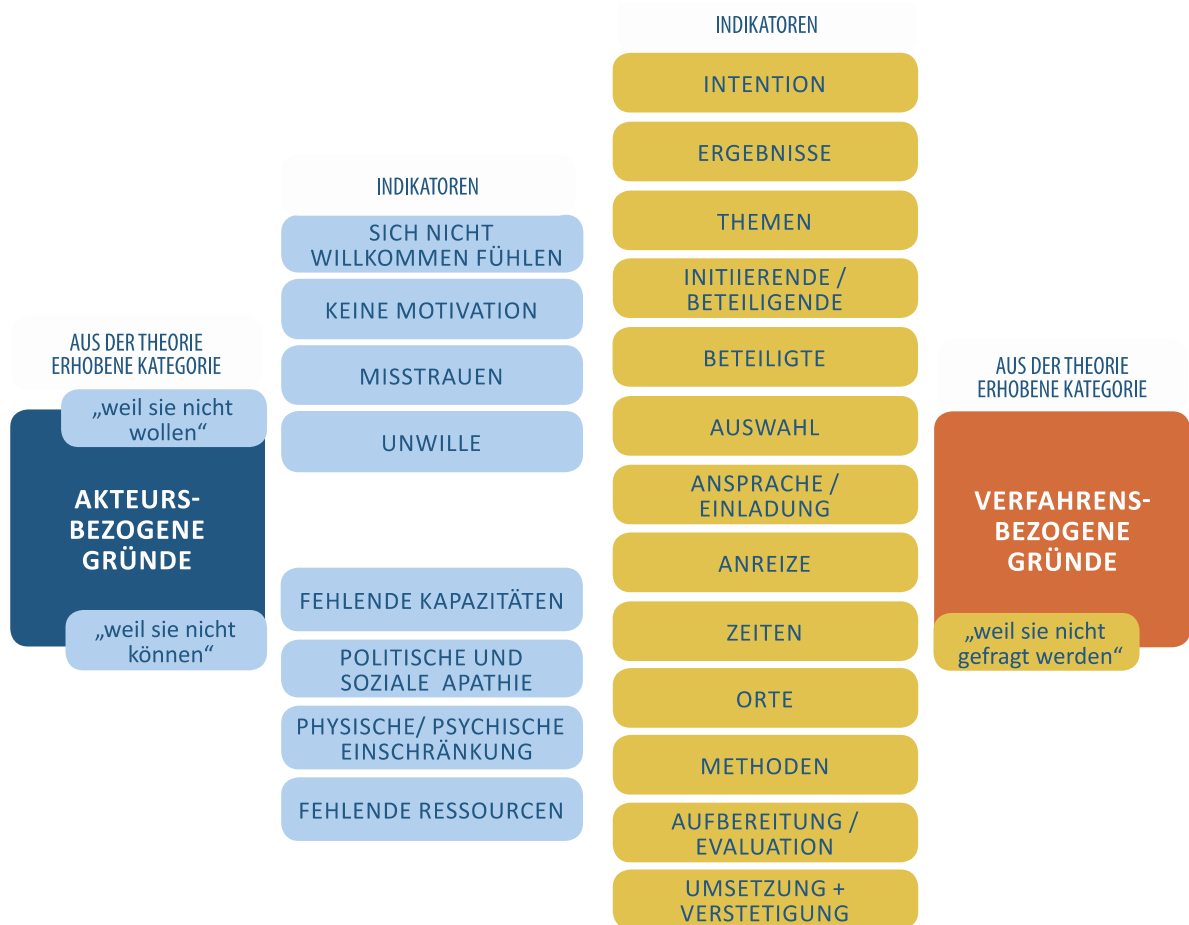 AUS DER THEORIE
ERHOBENE KATEGORIE
„weil sie nicht
wollen“
AKTEURS-
BEZOGENE
GRÜNDE
„weil sie nicht
können“
INDIKATOREN
SICH NICHT
WILLKOMMEN FÜHLEN
KEINE MOTIVATION
MISSTRAUEN
UNWILLE
FEHLENDE KAPAZITÄTEN
POLITISCHE UND
SOZIALE APATHIE
PHYSISCHE/ PSYCHISCHE
EINSCHRÄNKUNG
FEHLENDE RESSOURCEN
INDIKATOREN
INTENTION
ERGEBNISSE
THEMEN
INITIIERENDE /
BETEILIGENDE
BETEILIGTE
AUSWAHL
ANSPRACHE /
EINLADUNG
ANREIZE
ZEITEN
ORTE
METHODEN
AUFBEREITUNG /
EVALUATION
UMSETZUNG +
VERSTETIGUNG
AUS DER THEORIE
ERHOBENE KATEGORIE
VERFAHRENS-
BEZOGENE
GRÜNDE
„weil sie nicht
gefragt werden“